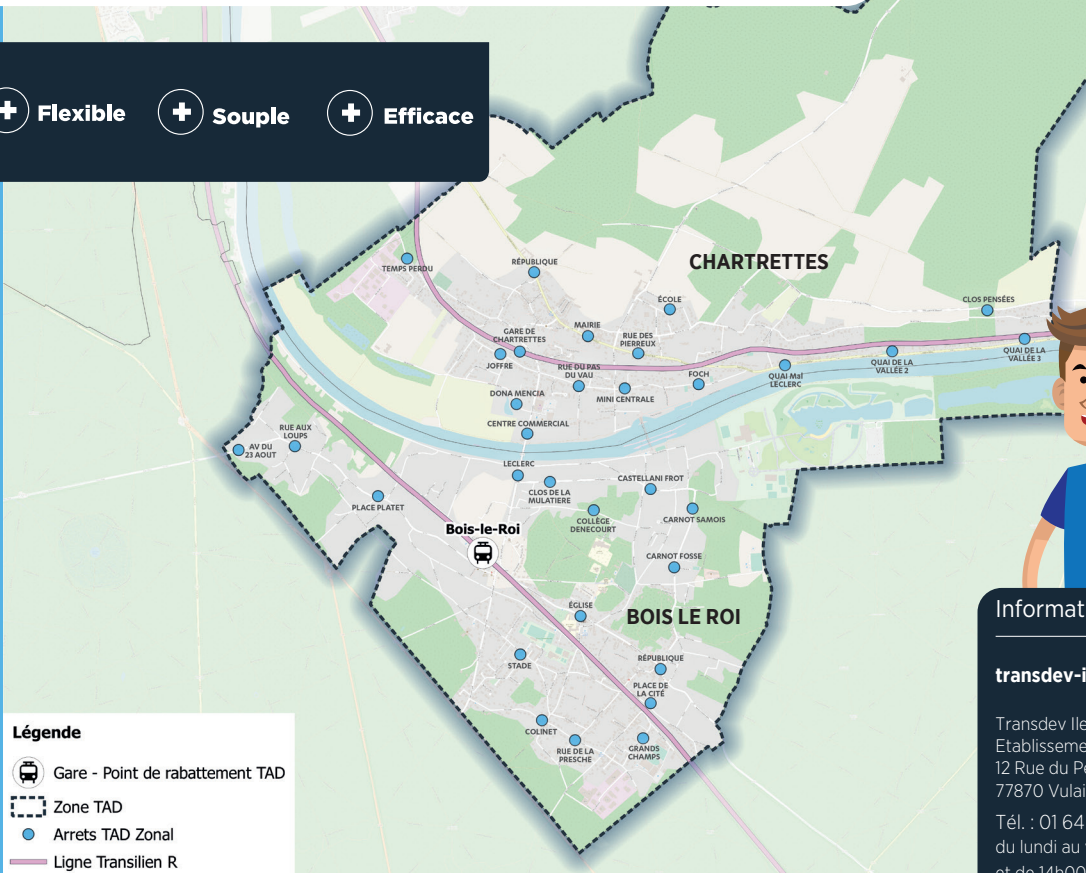 Flexible
Souple
Efficace
CHARTRETTES
TEMPS PERDU
RÉPUBLIQUE
ÉCOLE
CLOS PENSÉES
MAIRIE
GARE DE
CHARTRETTES
RUE DES
PIERREUX
JOFFRE
RUE DU PAS
DU VAU
FOCH
QUAI Mal
LECLERC
QUAI DE LA
VALLÉE 2
QUAI DE LA
VALLÉE 3
DONA MENCIA
MINI CENTRALE
CENTRE COMMERCIAL
RUE AUX
LOUPS
AV DU
23 AOUT
LECLERC
CLOS DE LA
MULATIERE
CASTELLANI FROT
PLACE PLATET
COLLÈGE
DENECOURT
CARNOT SAMOIS
Bois-le-Roi
CARNOT FOSSE
ÉGLISE
BOIS LE ROI
STADE
RÉPUBLIQUE
PLACE DE
LA CITÉ
COLINET
RUE DE LA
PRESCHE
GRANDS
CHAMPS
Légende
Gare - Point de rabattement TAD
Zone TAD
Arrets TAD Zonal
Ligne Transilien R
Informat
transdev-i
Transdev Ile
Etablisseme
12 Rue du Pe
77870 Vulai
Tél. : 01 64
du lundi au
et de 14h00